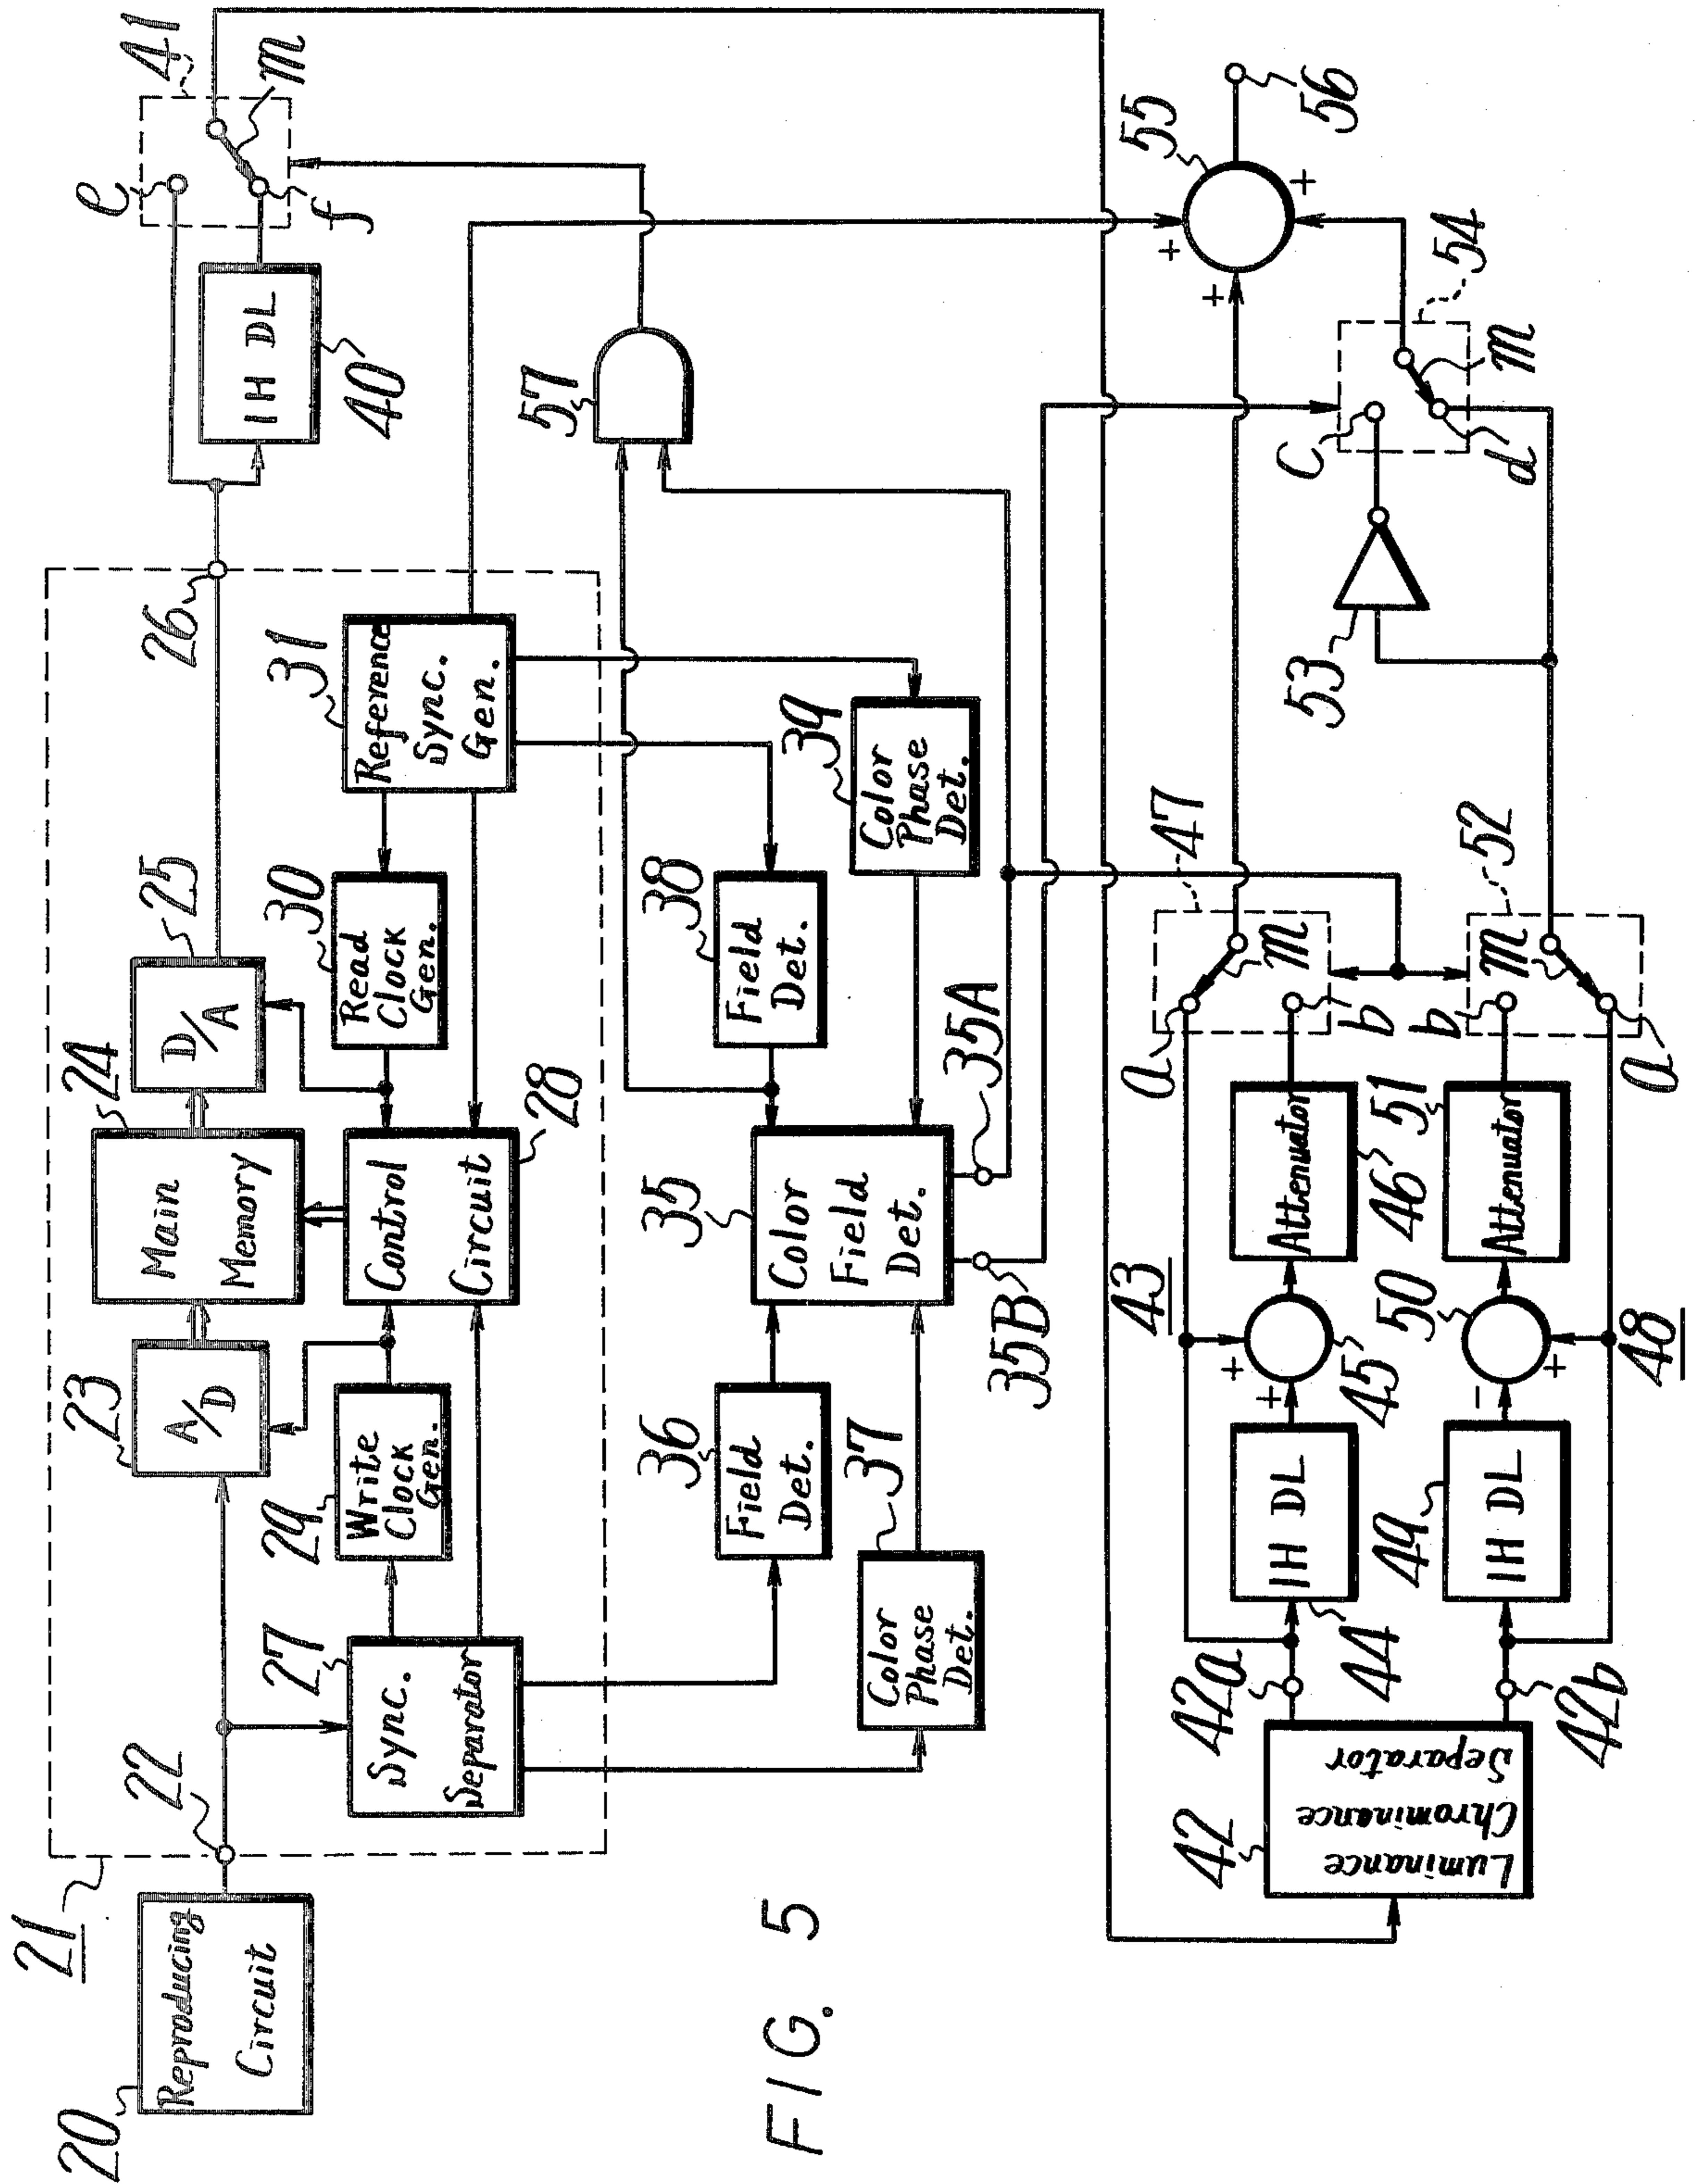 20
Reproducing
Circuit
21
22
23
A/D
24
Main
Memory
25
D/A
26
27
Sync.
Separator
29
Write
Clock
Gen.
28
Control
Circuit
30
Read
Clock
Gen.
31
Reference
Sync.
Gen.
40
1H DL
41
e
f
m
36
Field
Det.
37
Color
Phase
Det.
35
Color
Field
Det.
35A
35B
38
Field
Det.
39
Color
Phase
Det.
57
42
Luminance
Chrominance
Separator
42a
42b
43
44
1H DL
45
+
+
46
Attenuator
47
a
b
m
48
49
1H DL
50
-
+
51
Attenuator
52
b
a
m
53
54
c
d
m
55
+
+
+
56
FIG. 5